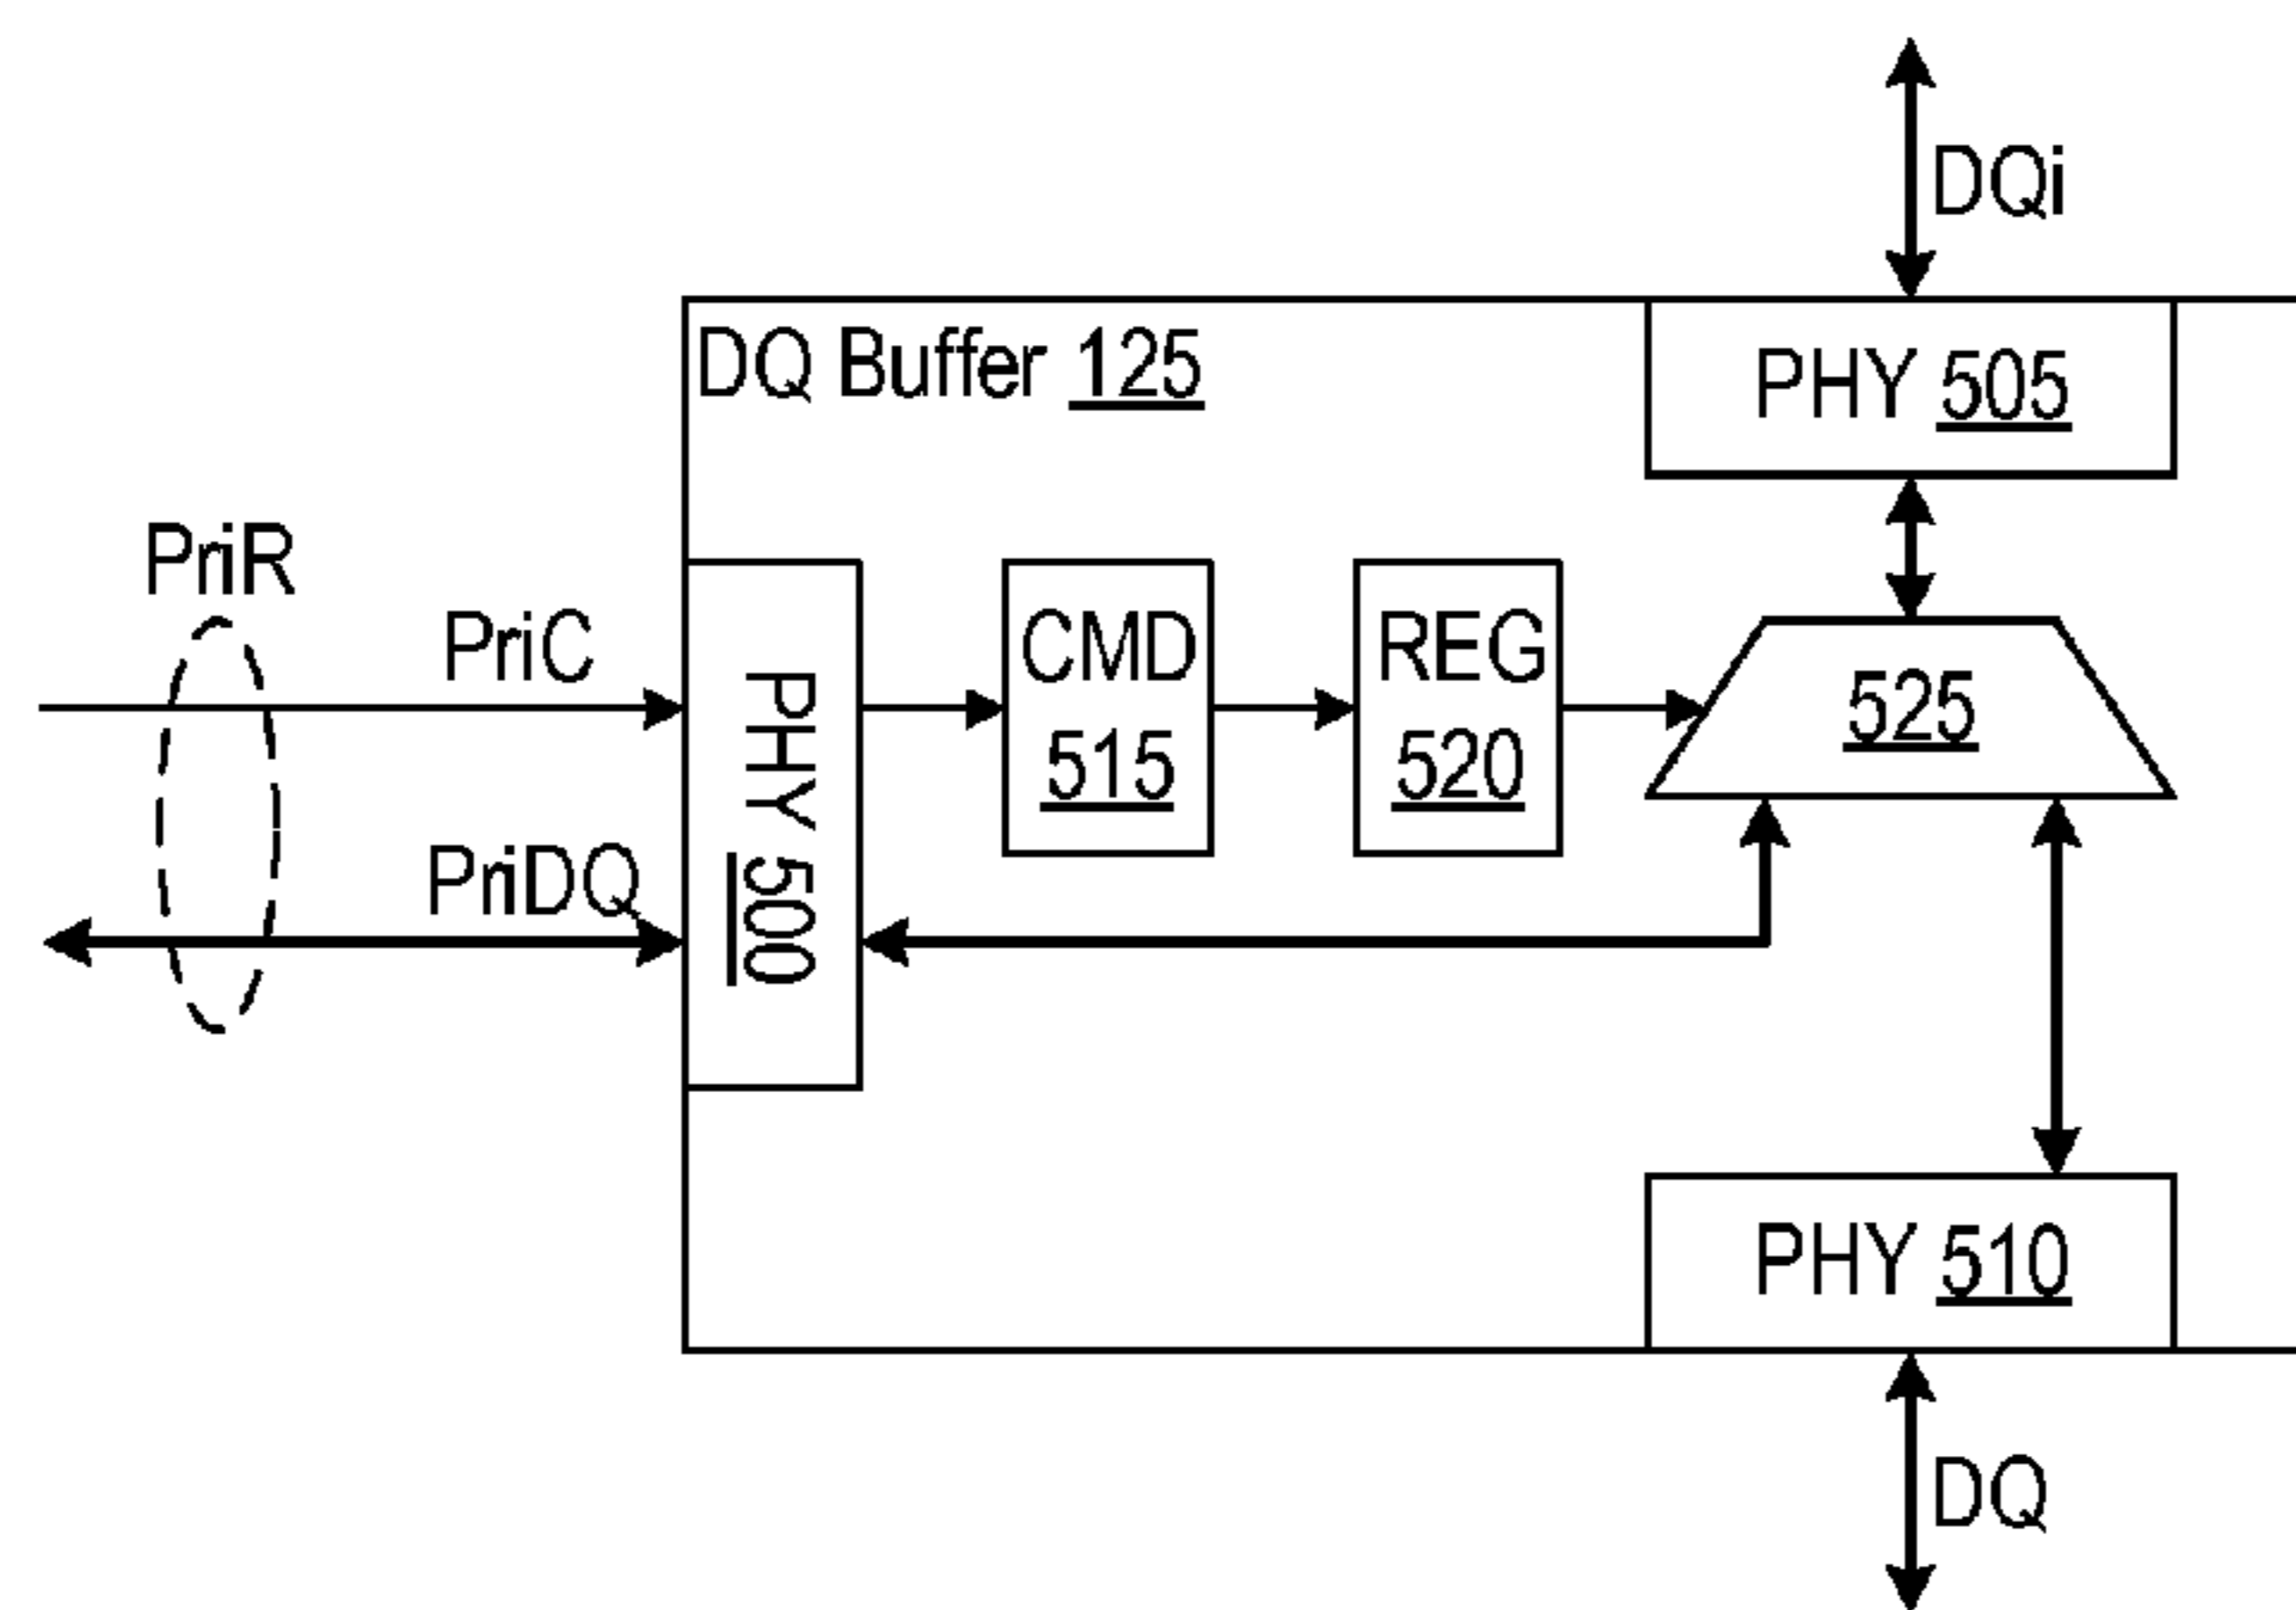 DQi
DQ Buffer 125
PHY 505
PriR
PriC
CMD
515
REG
520
525
PHY 500
PriDQ
PHY 510
DQ